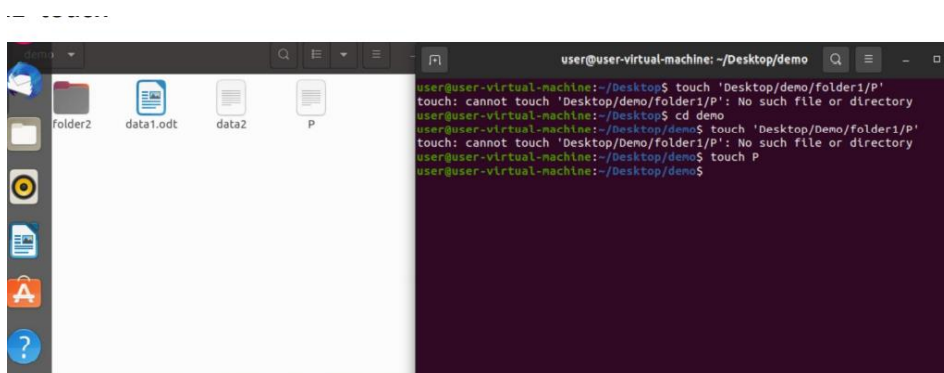 demo
user@user-virtual-machine: ~/Desktop/demo
folder2
data1.odt
data2
P
user@user-virtual-machine:~/Desktop$ touch 'Desktop/demo/folder1/P'
touch: cannot touch 'Desktop/demo/folder1/P': No such file or directory
user@user-virtual-machine:~/Desktop$ cd demo
user@user-virtual-machine:~/Desktop/demo$ touch 'Desktop/Demo/folder1/P'
touch: cannot touch 'Desktop/Demo/folder1/P': No such file or directory
user@user-virtual-machine:~/Desktop/demo$ touch P
user@user-virtual-machine:~/Desktop/demo$